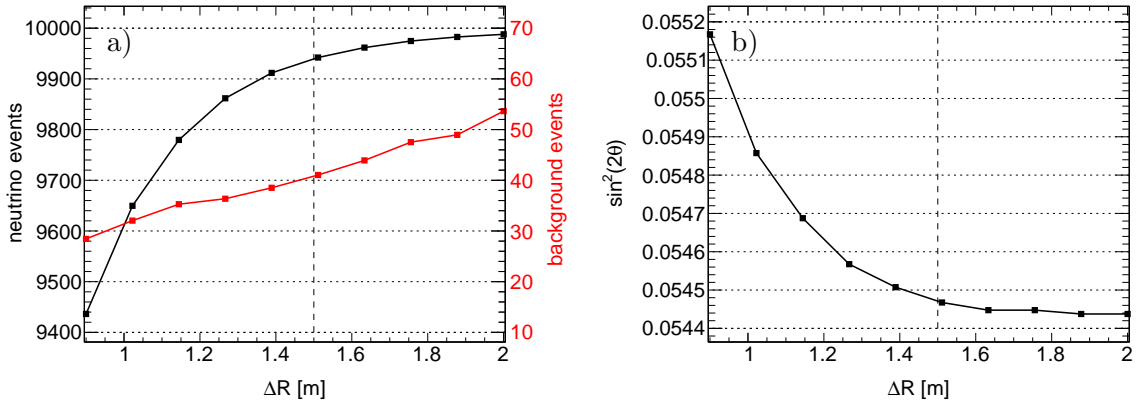 a)
neutrino events
10000
9900
9800
9700
9600
9500
9400
70
60
50
40
30
20
10
background events
1 1.2 1.4 1.6 1.8 2
ΔR [m]
b)
sin²(2θ)
0.0552
0.0551
0.055
0.0549
0.0548
0.0547
0.0546
0.0545
0.0544
1 1.2 1.4 1.6 1.8 2
ΔR [m]